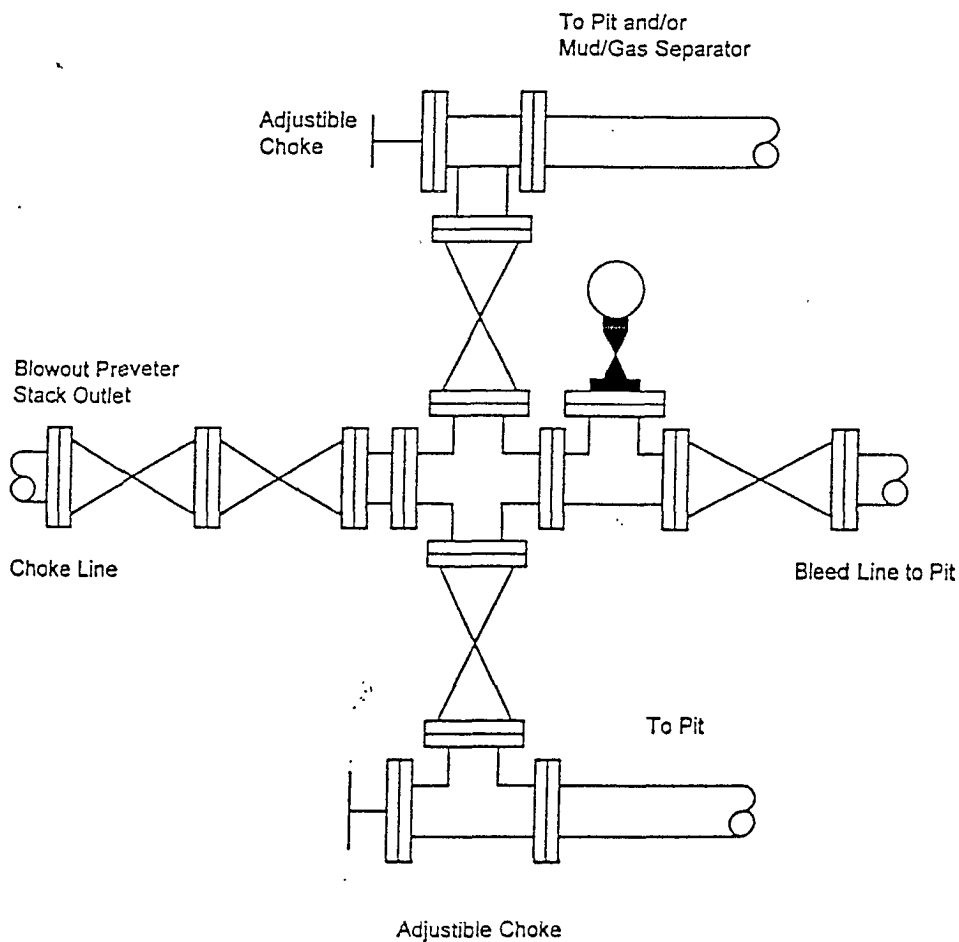 To Pit and/or
Mud/Gas Separator
Adjustible
Choke
Blowout Preveter
Stack Outlet
Choke Line
Bleed Line to Pit
To Pit
Adjustible Choke